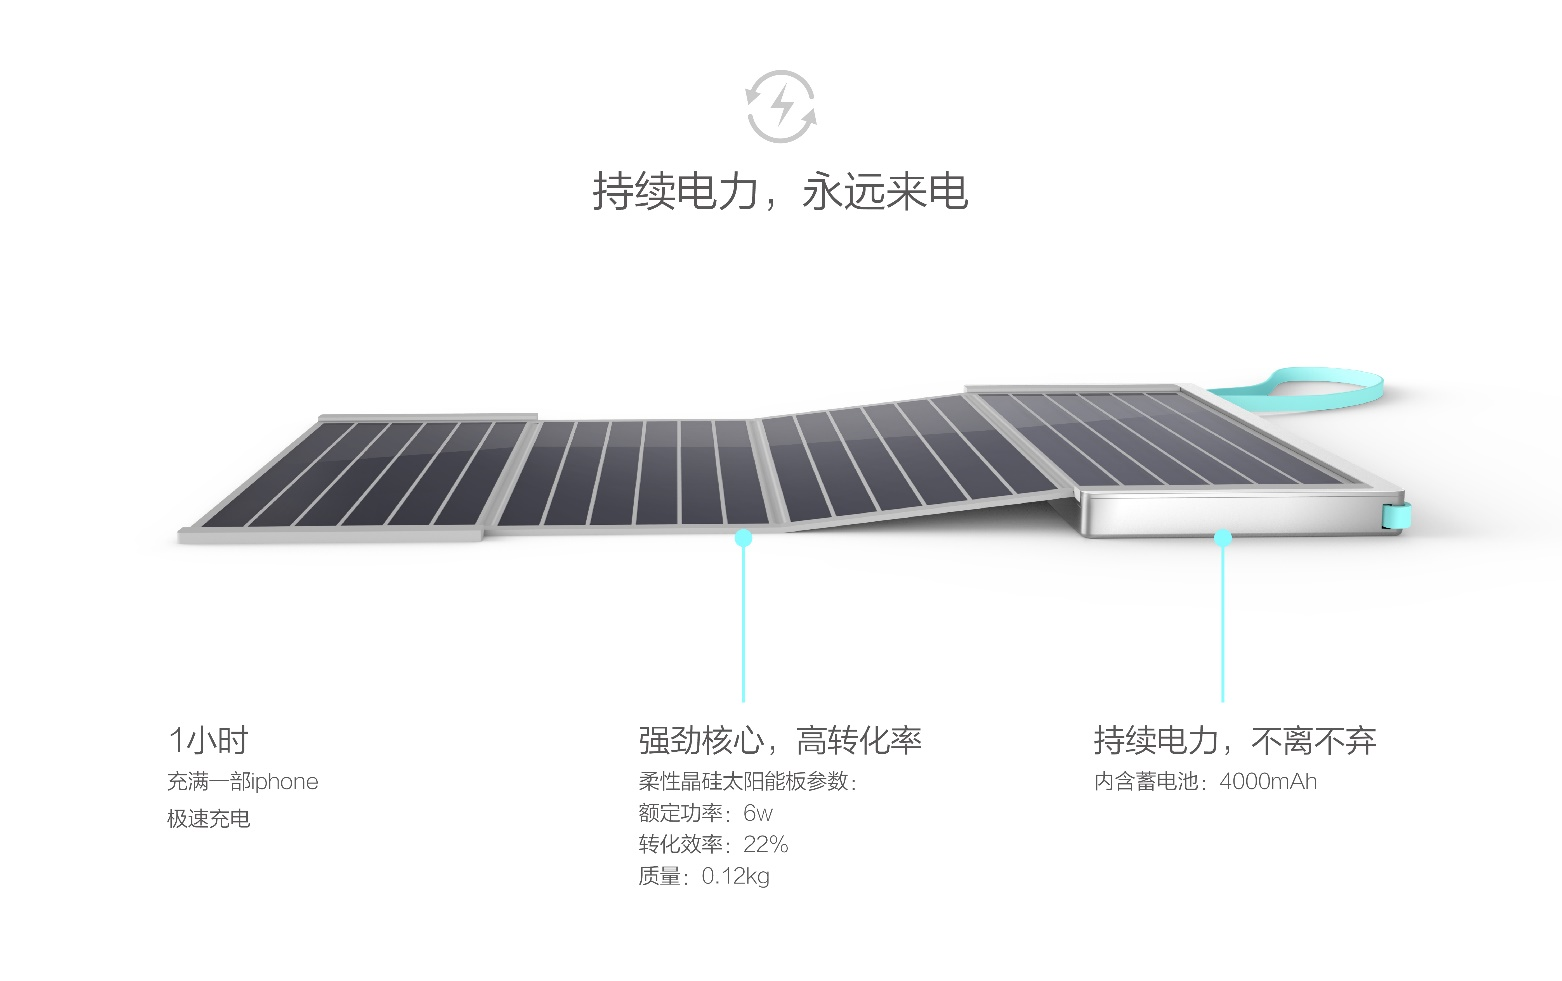 持续电力，永远来电
1小时
充满一部iphone
极速充电
强劲核心，高转化率
柔性晶硅太阳能板参数：
额定功率：6w
转化效率：22%
质量：0.12kg
持续电力，不离不弃
内含蓄电池：4000mAh